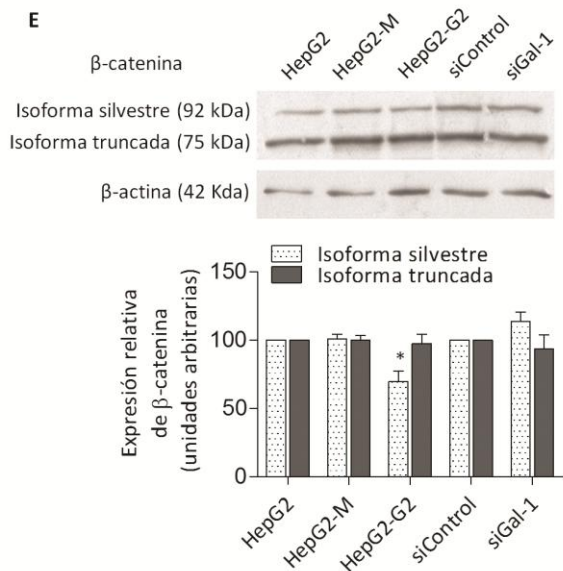 E
HepG2 HepG2-M HepG2-G2 siControl siGal-1
β-catenina
Isoforma silvestre (92 kDa)
Isoforma truncada (75 kDa)
β-actina (42 Kda)
Isoforma silvestre
Isoforma truncada
Expresión relativa
de β-catenina
(unidades arbitrarias)
150
100
*
50
0
HepG2 HepG2-M HepG2-G2 siControl siGal-1